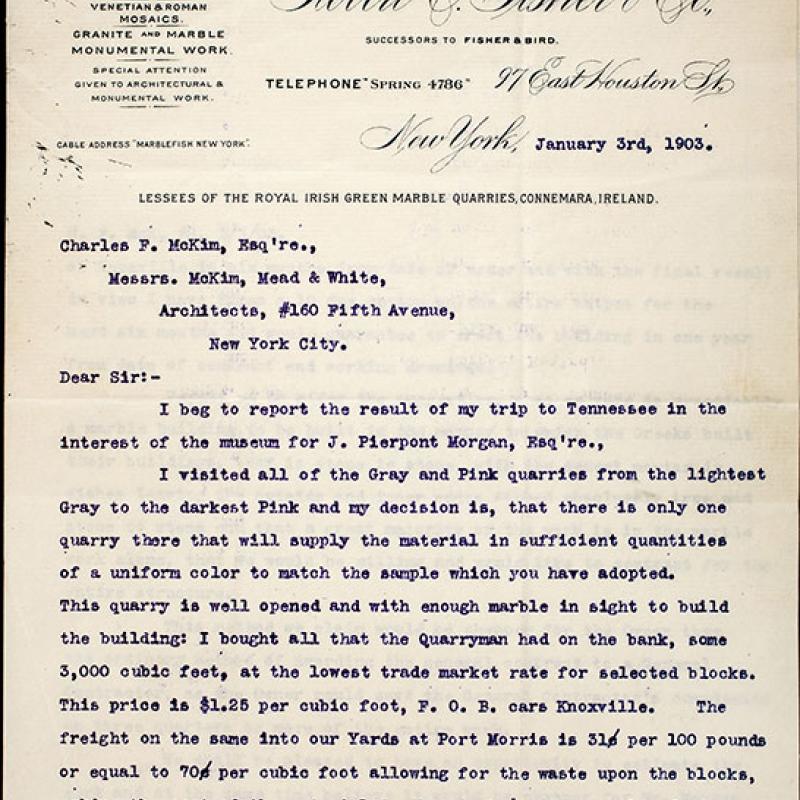 VENETIAN & ROMAN
MOSAICS.
GRANITE AND MARBLE
MONUMENTAL WORK.
SPECIAL ATTENTION
GIVEN TO ARCHITECTURAL &
MONUMENTAL WORK.
CABLE ADDRESS "MARBLEFISH NEW YORK".
Fisher & Co.,
SUCCESSORS TO FISHER & BIRD.
TELEPHONE "SPRING 4786" 97 East Houston St.
New York, January 3rd, 1903.
LESSEES OF THE ROYAL IRISH GREEN MARBLE QUARRIES, CONNEMARA, IRELAND.
Charles F. McKim, Esq're.,
Messrs. McKim, Mead & White,
Architects, #160 Fifth Avenue,
New York City.
Dear Sir:-
I beg to report the result of my trip to Tennessee in the
interest of the museum for J. Pierpont Morgan, Esq're.,
I visited all of the Gray and Pink quarries from the lightest
Gray to the darkest Pink and my decision is, that there is only one
quarry there that will supply the material in sufficient quantities
of a uniform color to match the sample which you have adopted.
This quarry is well opened and with enough marble in sight to build
the building: I bought all that the Quarryman had on the bank, some
3,000 cubic feet, at the lowest trade market rate for selected blocks.
This price is $1.25 per cubic foot, F. O. B. cars Knoxville. The
freight on the same into our Yards at Port Morris is 31¢ per 100 pounds
or equal to 70¢ per cubic foot allowing for the waste upon the blocks,